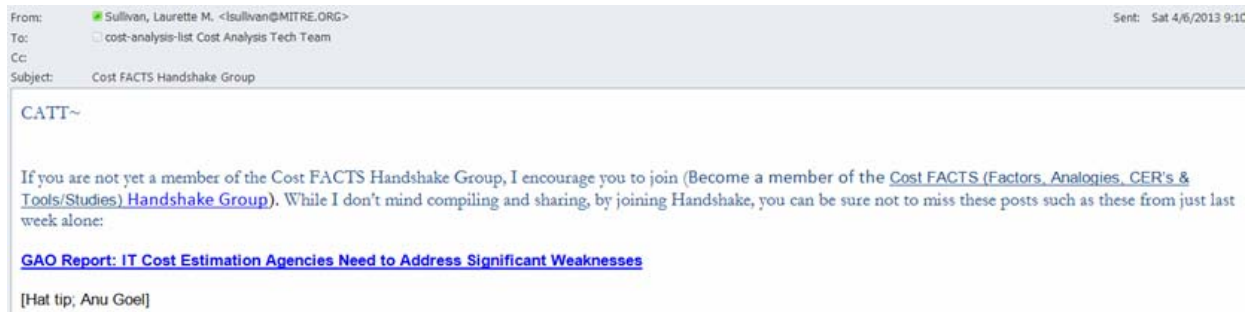 From: Sullivan, Laurette M. <lsullivan@MITRE.ORG> Sent: Sat 4/6/2013 9:10
To: cost-analysis-list Cost Analysis Tech Team
Cc:
Subject: Cost FACTS Handshake Group
CATT~
If you are not yet a member of the Cost FACTS Handshake Group, I encourage you to join (Become a member of the Cost FACTS (Factors, Analogies, CER's &
Tools/Studies) Handshake Group). While I don't mind compiling and sharing, by joining Handshake, you can be sure not to miss these posts such as these from just last
week alone:
GAO Report: IT Cost Estimation Agencies Need to Address Significant Weaknesses
[Hat tip; Anu Goel]